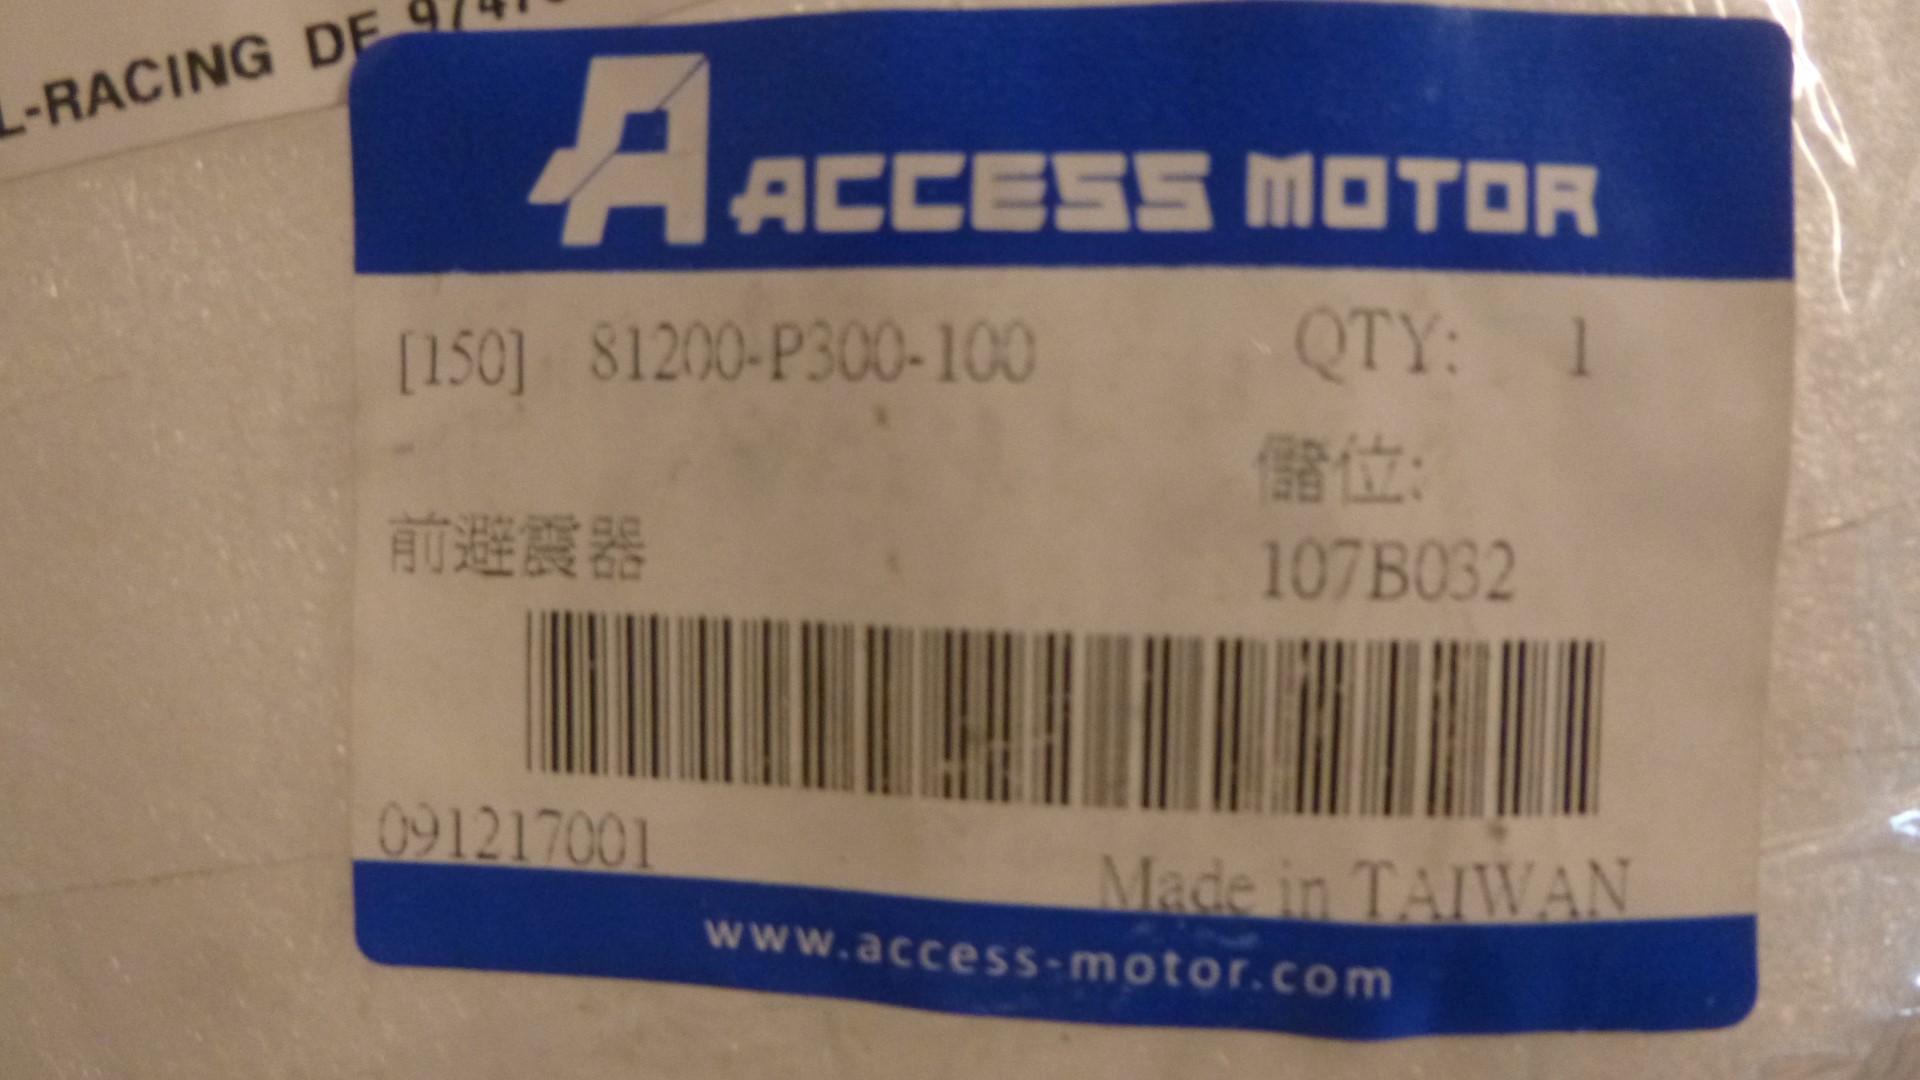 L-RACING DE
ACCESS MOTOR
[150] 81200-P300-100 QTY: 1
儲位:
前避震器
107B032
091217001
Made in TAIWAN
www.access-motor.com